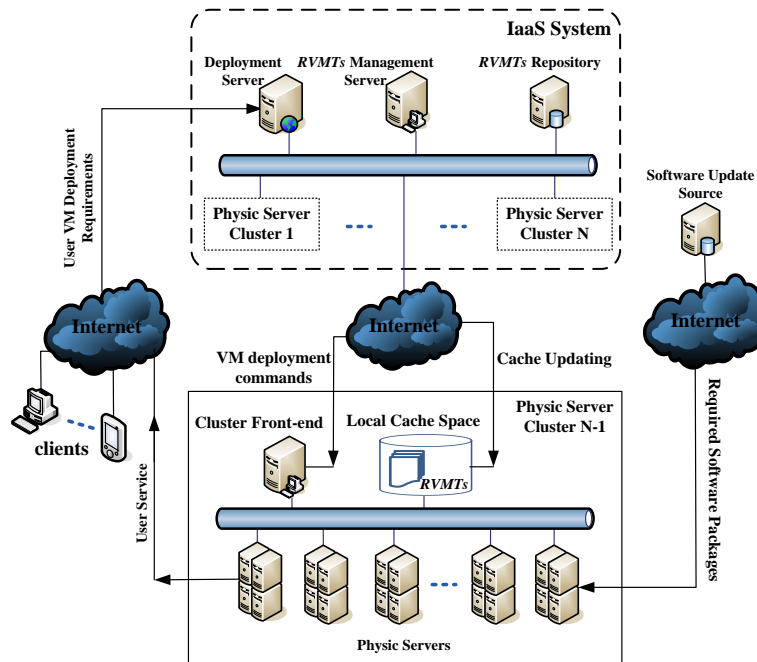 IaaS System
Deployment
Server
RVMTs Management
Server
RVMTs Repository
User VM Deployment
Requirements
Physic Server
Cluster 1
Physic Server
Cluster N
Software Update
Source
Internet
Internet
Internet
VM deployment
commands
Cache Updating
clients
Cluster Front-end
Local Cache Space
Physic Server
Cluster N-1
RVMTs
User Service
Required Software Packages
Physic Servers